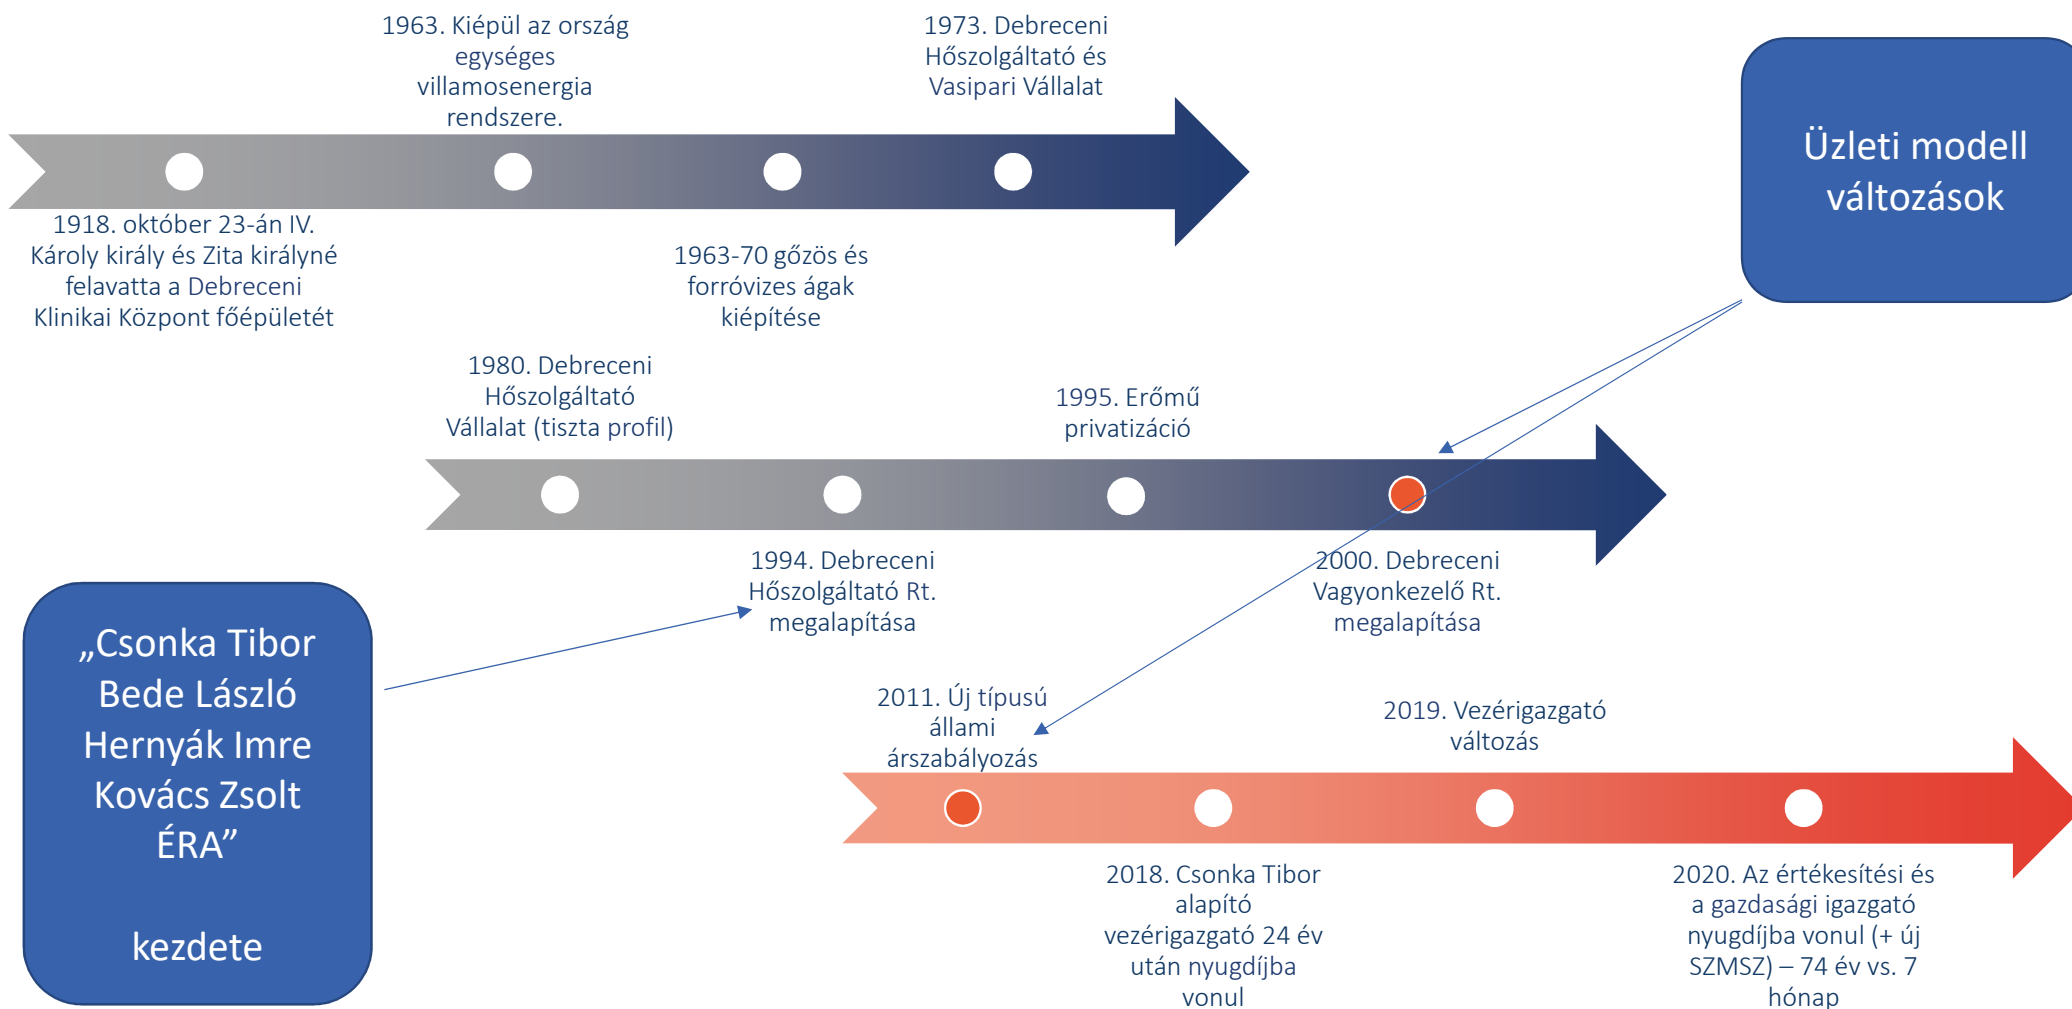 1963. Kiépül az ország
egységes
villamosenergia
rendszere.
1973. Debreceni
Hőszolgáltató és
Vasipari Vállalat
Üzleti modell
változások
1918. október 23-án IV.
Károly király és Zita királyné
felavatta a Debreceni
Klinikai Központ főépületét
1963-70 gőzös és
forróvizes ágak
kiépítése
1980. Debreceni
Hőszolgáltató
Vállalat (tiszta profil)
1995. Erőmű
privatizáció
1994. Debreceni
Hőszolgáltató Rt.
megalapítása
2000. Debreceni
Vagyonkezelő Rt.
megalapítása
„Csonka Tibor
Bede László
Hernyák Imre
Kovács Zsolt
ÉRA”
kezdete
2011. Új típusú
állami
árszabályozás
2019. Vezérigazgató
változás
2018. Csonka Tibor
alapító
vezérigazgató 24 év
után nyugdíjba
vonul
2020. Az értékesítési és
a gazdasági igazgató
nyugdíjba vonul (+ új
SZMSZ) – 74 év vs. 7
hónap